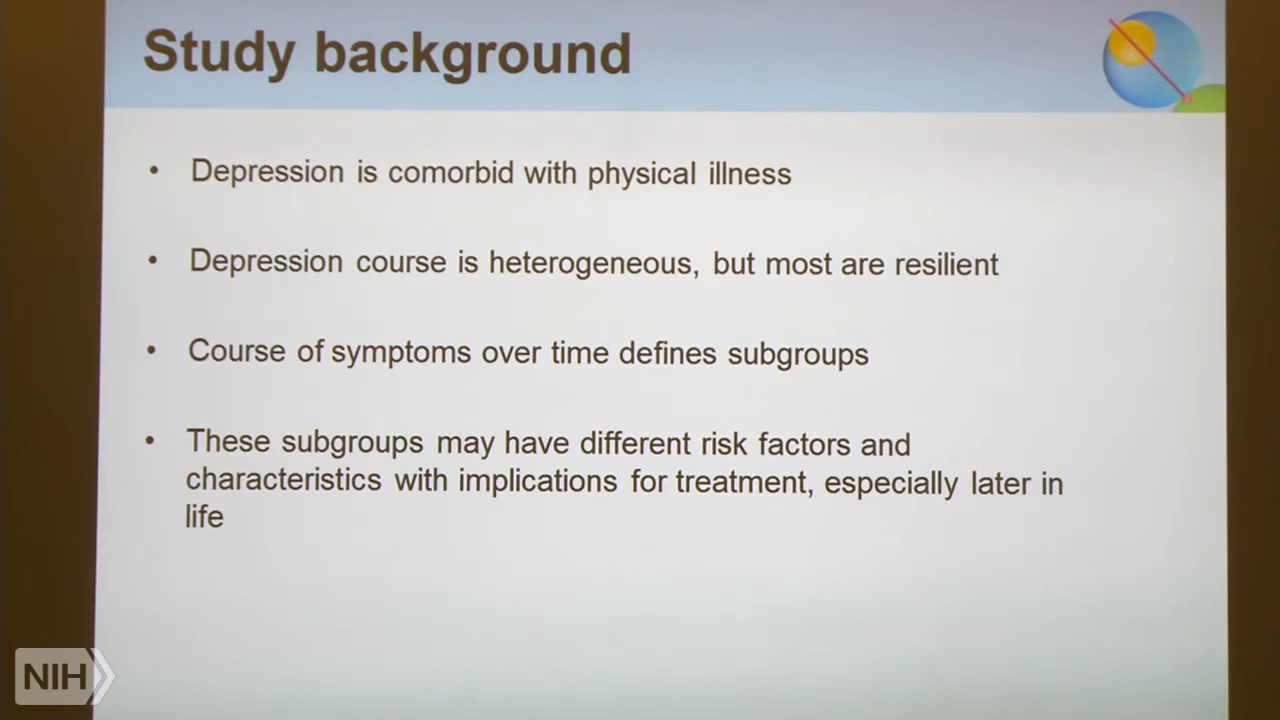 Study background
• Depression is comorbid with physical illness
• Depression course is heterogeneous, but most are resilient
• Course of symptoms over time defines subgroups
• These subgroups may have different risk factors and
characteristics with implications for treatment, especially later in
life
NIH